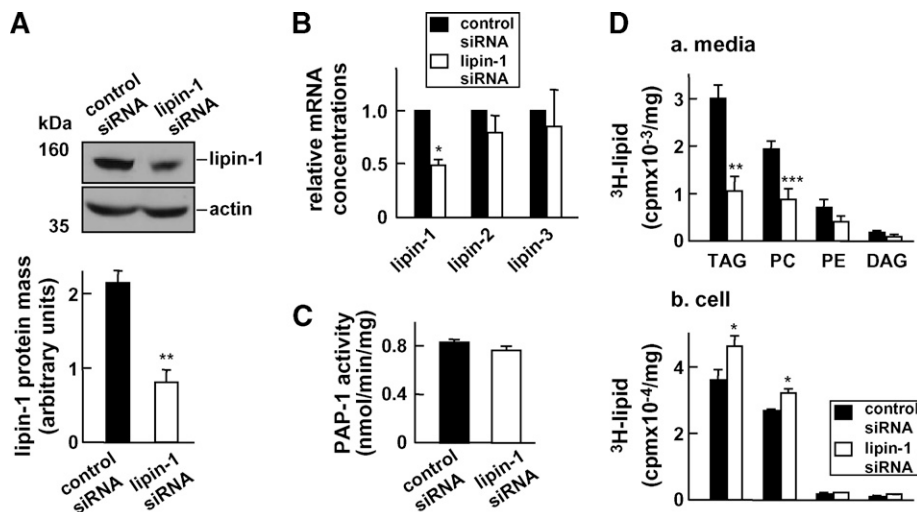 A
control siRNA
lipin-1 siRNA
kDa
160
lipin-1
actin
35
lipin-1 protein mass
(arbitrary units)
2
1
0
**
control siRNA
lipin-1 siRNA
B
control siRNA
lipin-1 siRNA
relative mRNA
concentrations
1.0
0.5
0
*
lipin-1
lipin-2
lipin-3
C
PAP-1 activity
(nmol/min/mg)
0.8
0.4
0
control siRNA
lipin-1 siRNA
D
a. media
³H-lipid
(cpmx10⁻³/mg)
3
2
1
0
**
***
TAG PC PE DAG
b. cell
³H-lipid
(cpmx10⁻⁴/mg)
4
2
0
*
*
control siRNA
lipin-1 siRNA